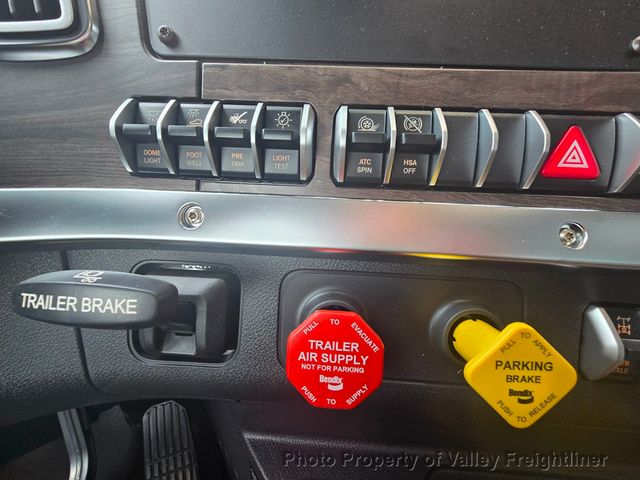 DOME
LIGHT
FOOT
WELL
PRE
TRIP
LIGHT
TEST
ATC
SPIN
HSA
OFF
TRAILER BRAKE
PULL TO EVACUATE
TRAILER
AIR SUPPLY
NOT FOR PARKING
Bendix
PUSH TO SUPPLY
PULL TO APPLY
PARKING
BRAKE
Bendix
PUSH TO RELEASE
Photo Property of Valley Freightliner